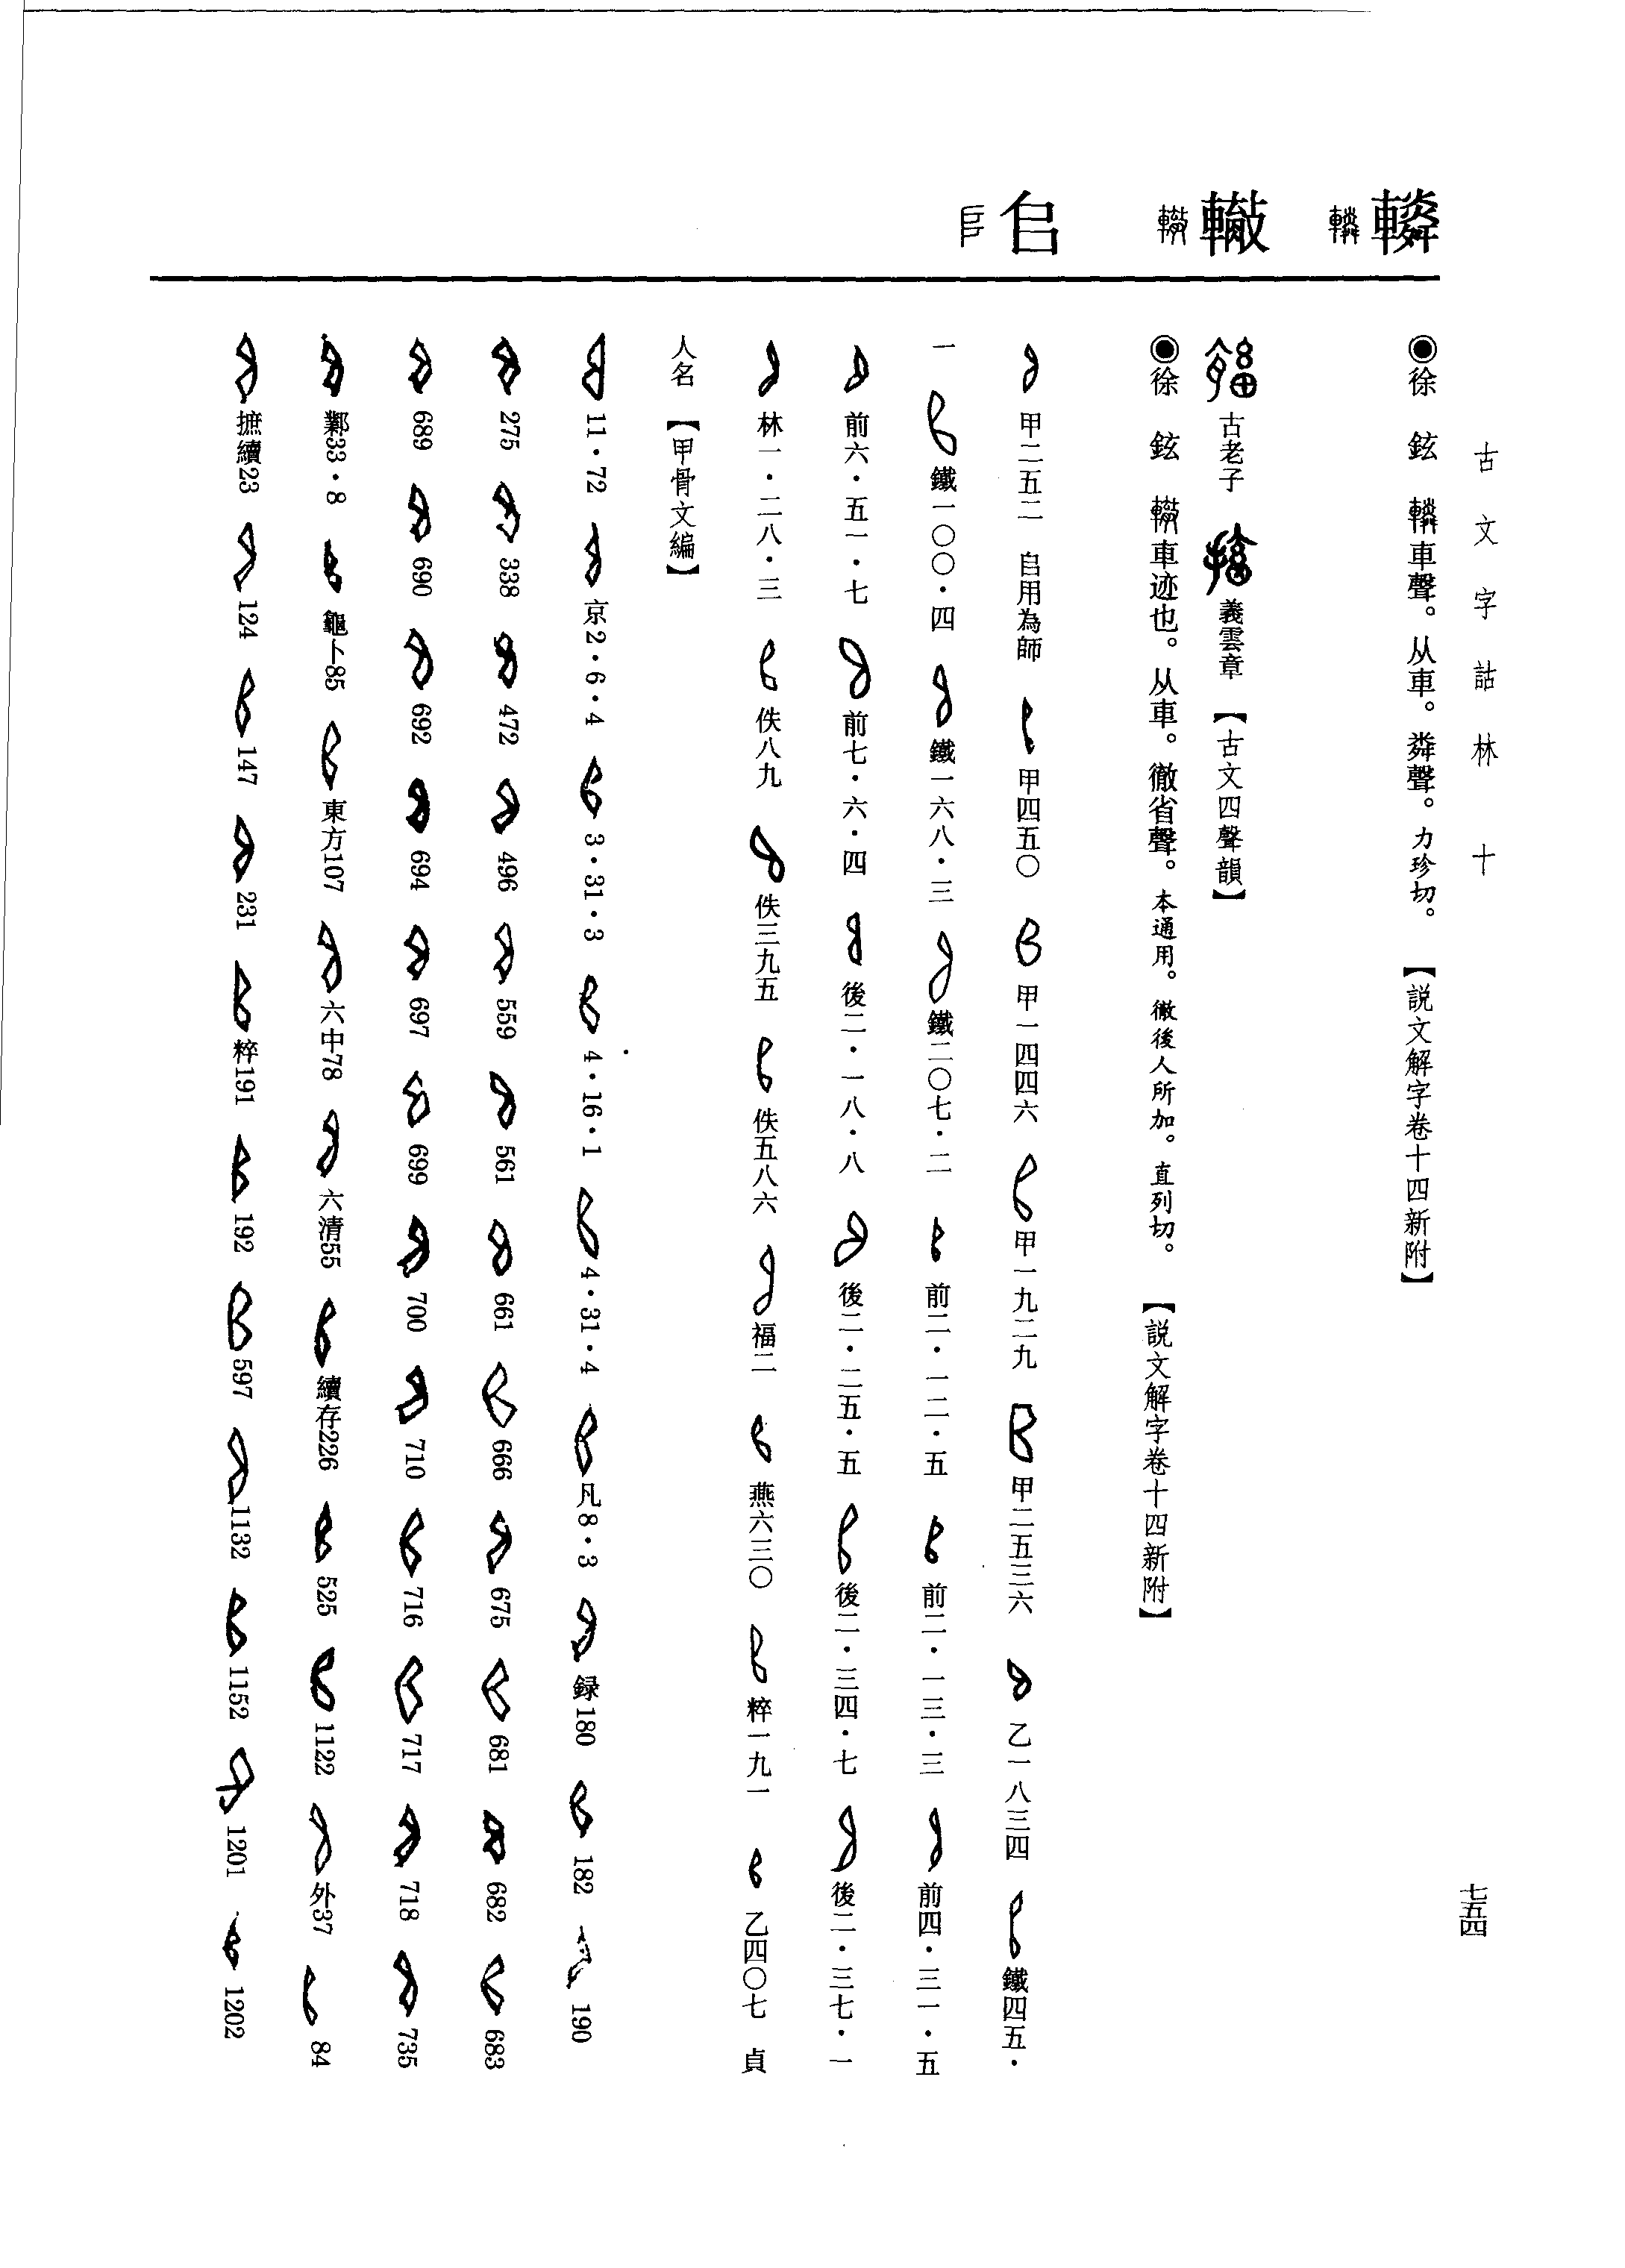 古文字詁林 十
七五四
轔
轍
𠂤
◉徐 鉉 車聲。从車。粦聲。力珍切。【説文解字卷十四新附】
古老子 義雲章【古文四聲韻】
◉徐 鉉 車迹也。从車。徹省聲。本通用。徹後人所加。直列切。【説文解字卷十四新附】
甲二五二 𠂤用為師 甲四五〇 甲一四四六 甲一九二九 甲二五三六 乙一八三四 鐵四五·
一 鐵一〇〇·四 鐵一六八·三 鐵二〇七·二 前二·一二·五 前二·一三·三 前四·三一·五
前六·五一·七 前七·六·四 後二·一八·八 後二·二五·五 後二·三四·七 後二·三七·一
林一·二八·三 佚八九 佚三九五 佚五八六 福二 燕六三〇 粹一九一 乙四〇七 貞
人名【甲骨文編】
11·72 京2·6·4 3·31·3 4·16·1 4·31·4 凡8·3 録180 182 190
275 338 472 496 559 561 661 666 675 681 682 683
689 690 692 694 697 699 700 710 716 717 718 735
鄴33·8 龜卜85 東方107 六中78 六清55 續存226 525 1122 外37 84
摭續23 124 147 231 粹191 192 597 1132 1152 1201 1202